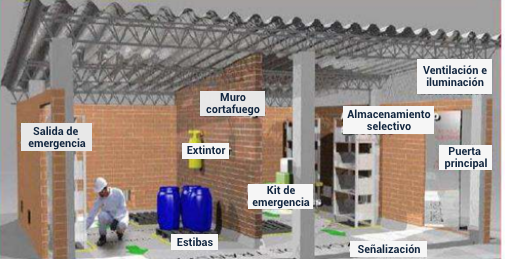 Ventilación e
iluminación
Muro
cortafuego
Almacenamiento
selectivo
Salida de
emergencia
Extintor
Puerta
principal
Kit de
emergencia
Estibas
Señalización